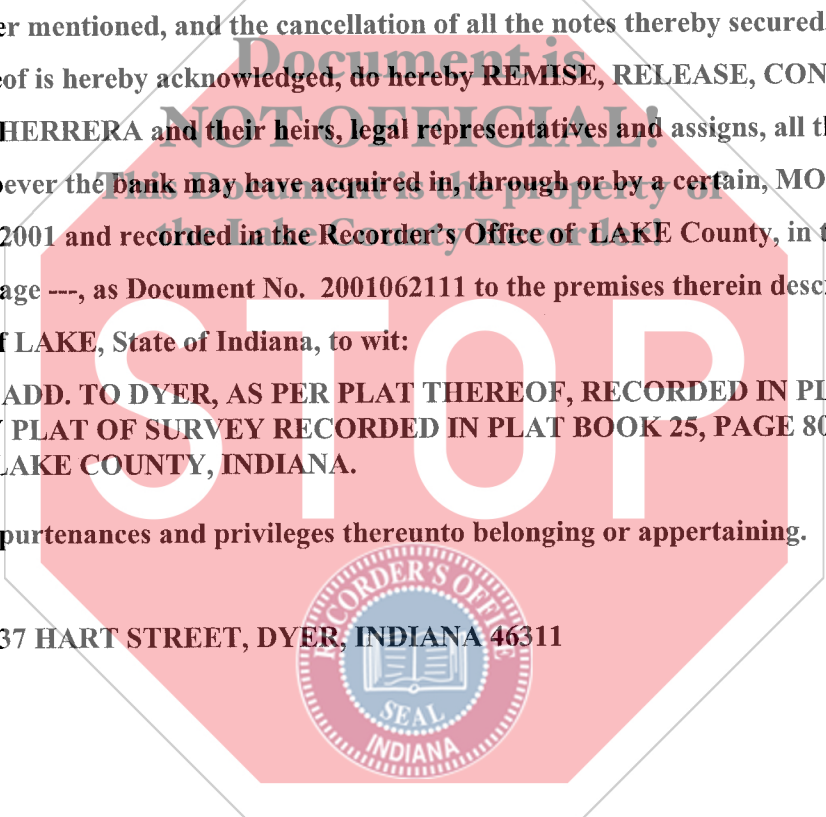 er mentioned, and the cancellation of all the notes thereby secured
Document is
eof is hereby acknowledged, do hereby REMISE, RELEASE, CON
NOT OFFICIAL!
HERRERA and their heirs, legal representatives and assigns, all th
This Document is the property of
oever the bank may have acquired in, through or by a certain, MO
the Lake County Recorder!
2001 and recorded in the Recorder's Office of LAKE County, in t
age ---, as Document No. 2001062111 to the premises therein desc
f LAKE, State of Indiana, to wit:
STOP
ADD. TO DYER, AS PER PLAT THEREOF, RECORDED IN PL
Y PLAT OF SURVEY RECORDED IN PLAT BOOK 25, PAGE 80
LAKE COUNTY, INDIANA.
purtenances and privileges thereunto belonging or appertaining.
RECORDER'S OFFICE
37 HART STREET, DYER, INDIANA 46311
SEAL
INDIANA